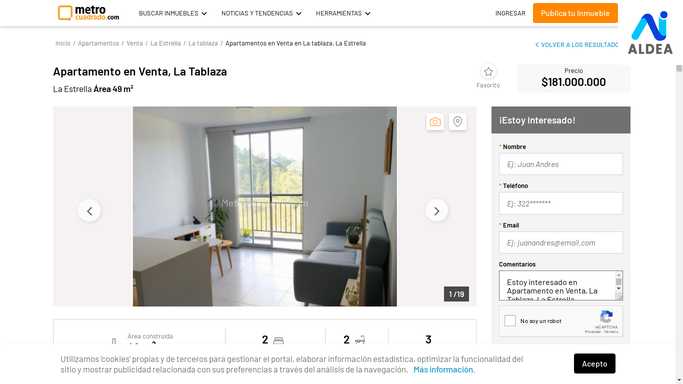 metro
cuadrado.com
BUSCAR INMUEBLES
NOTICIAS Y TENDENCIAS
HERRAMIENTAS
INGRESAR
Publica tu Inmueble
ALDEA
Inicio / Apartamentos / Venta / La Estrella / La tablaza / Apartamentos en Venta en La tablaza, La Estrella
< VOLVER A LOS RESULTADO
Apartamento en Venta, La Tablaza
La Estrella Área 49 m²
Favorito
Precio
$181.000.000
1 /19
¡Estoy Interesado!
* Nombre
Ej: Juan Andres
* Teléfono
Ej: 322*******
* Email
Ej: juanandres@email.com
Comentarios
Estoy interesado en
Apartamento en Venta, La
Tablaza, La Estrella
No soy un robot
reCAPTCHA
Privacidad - Términos
Área construida
2
2
3
Utilizamos 'cookies' propias y de terceros para gestionar el portal, elaborar información estadística, optimizar la funcionalidad del
sitio y mostrar publicidad relacionada con sus preferencias a través del análisis de la navegación. Más información.
Acepto